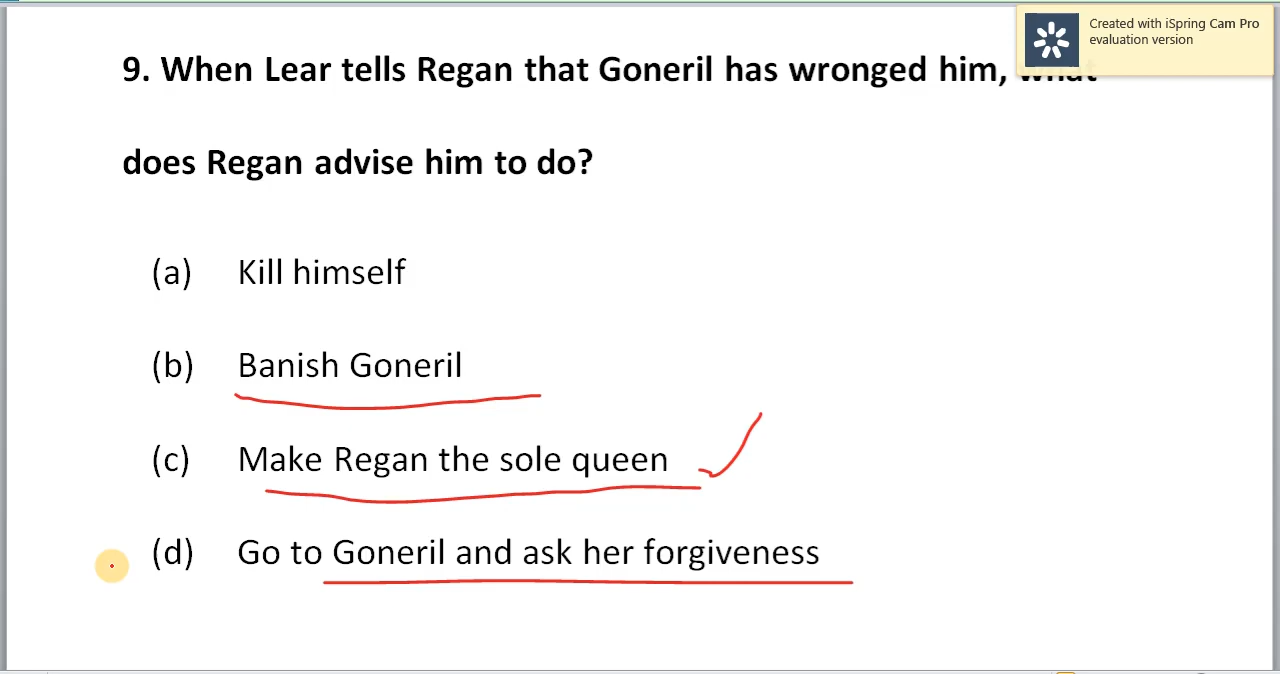 Created with iSpring Cam Pro
evaluation version
9. When Lear tells Regan that Goneril has wronged him, what
does Regan advise him to do?
(a) Kill himself
(b) Banish Goneril
(c) Make Regan the sole queen
(d) Go to Goneril and ask her forgiveness